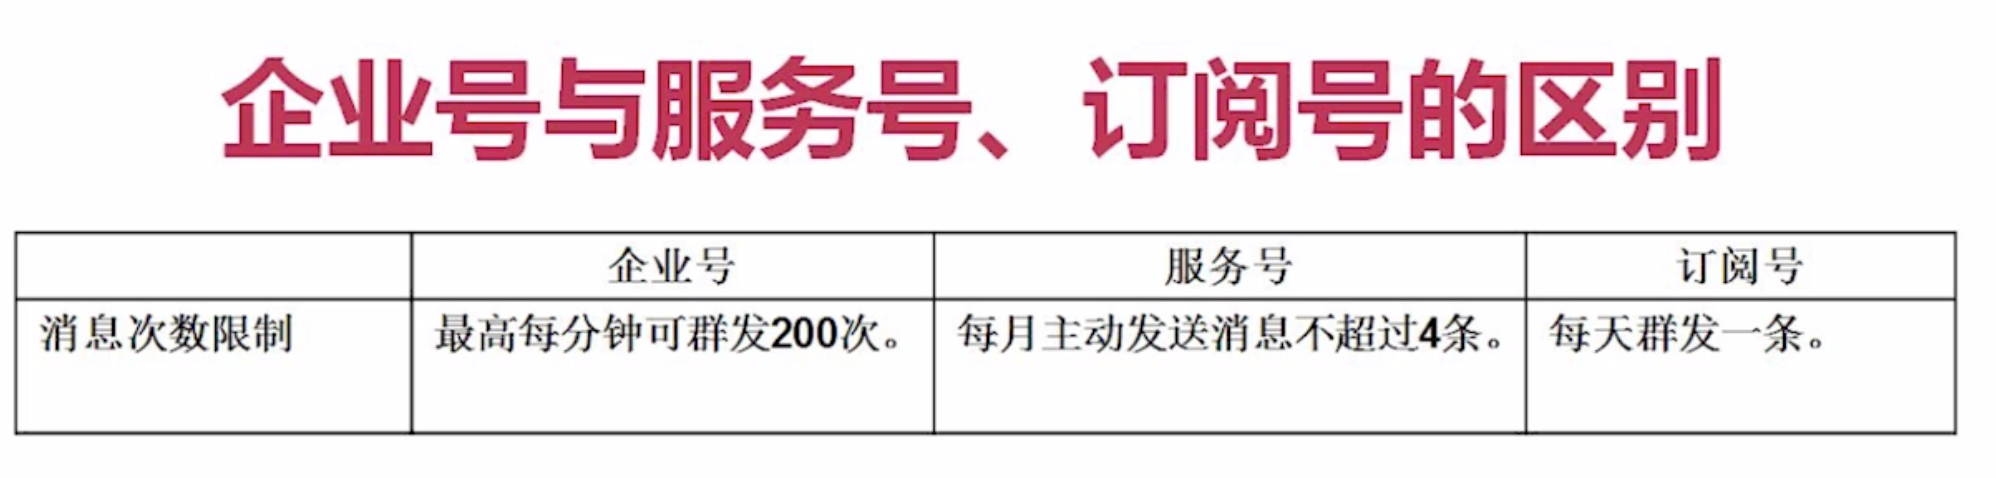 企业号与服务号、订阅号的区别
企业号 服务号 订阅号
消息次数限制 最高每分钟可群发200次。 每月主动发送消息不超过4条。 每天群发一条。